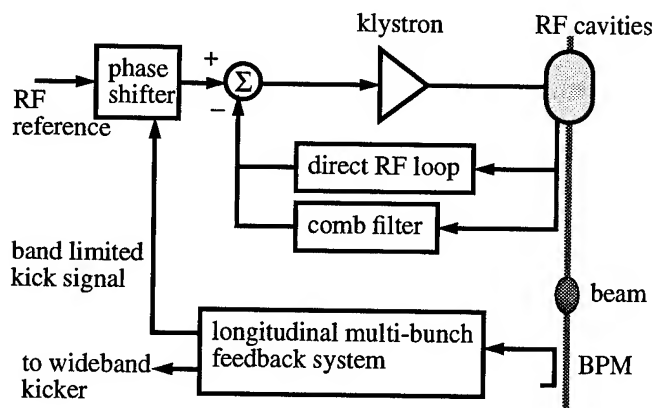 klystron
RF cavities
phase
shifter
+
Σ
−
RF
reference
direct RF loop
comb filter
band limited
kick signal
beam
longitudinal multi-bunch
feedback system
to wideband
kicker
BPM